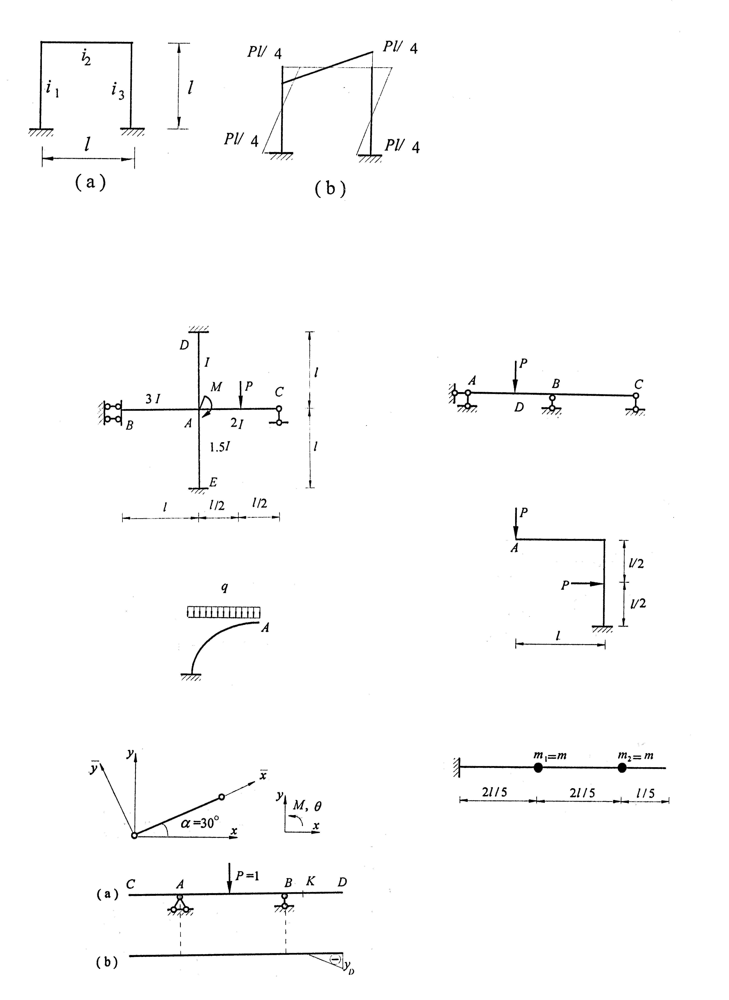 i₂
i₁
i₃
l
l
(a)
Pl/ 4
Pl/ 4
Pl/ 4
Pl/ 4
(b)
D
I
M
P
C
3I
B
A
2I
1.5I
E
l
l
l
l/2
l/2
P
A
B
C
D
P
A
P
l/2
l/2
l
q
A
y
ȳ
x̄
α=30°
x
y
M, θ
x
m₁=m
m₂=m
2l/5
2l/5
l/5
P=1
C
A
B
K
D
(a)
(b)
(−)
y_D